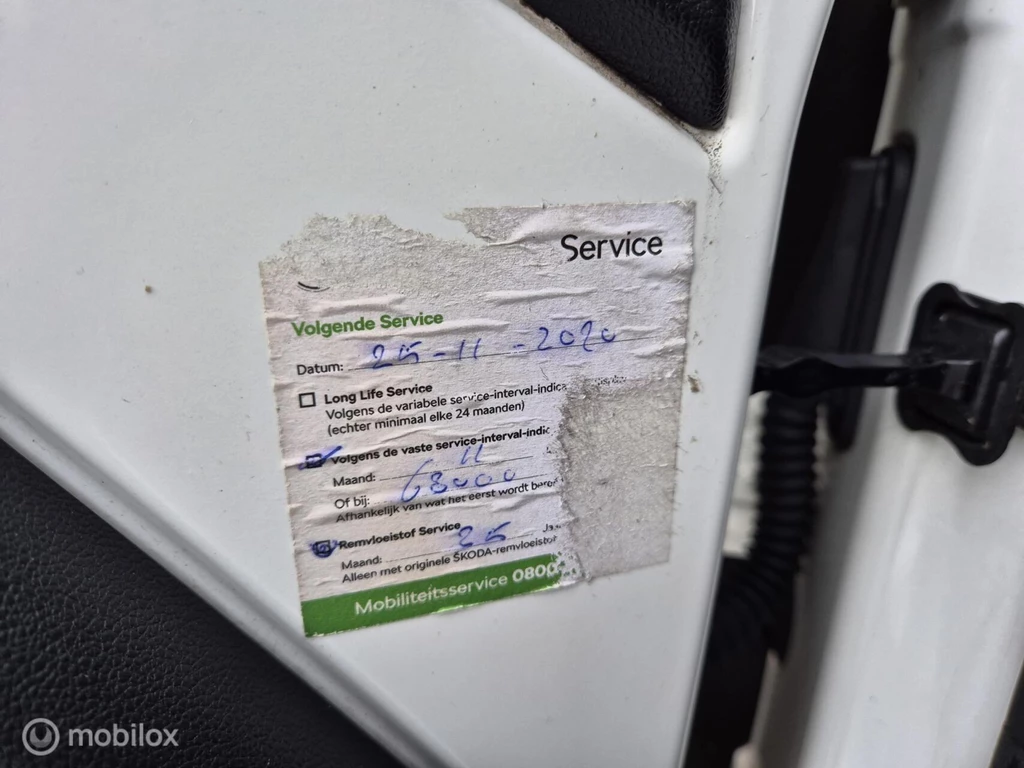 Service
Volgende Service
Datum: 25-11-2020
Long Life Service
Volgens de variabele service-interval-indic
(echter minimaal elke 24 maanden)
Volgens de vaste service-interval-indic
Maand: 11
Of bij: 68000
Afhankelijk van wat het eerst wordt berei
Remvloeistof Service
Maand: 25
Alleen met originele ŠKODA-remvloeistof
Mobiliteitsservice 0800
mobilox